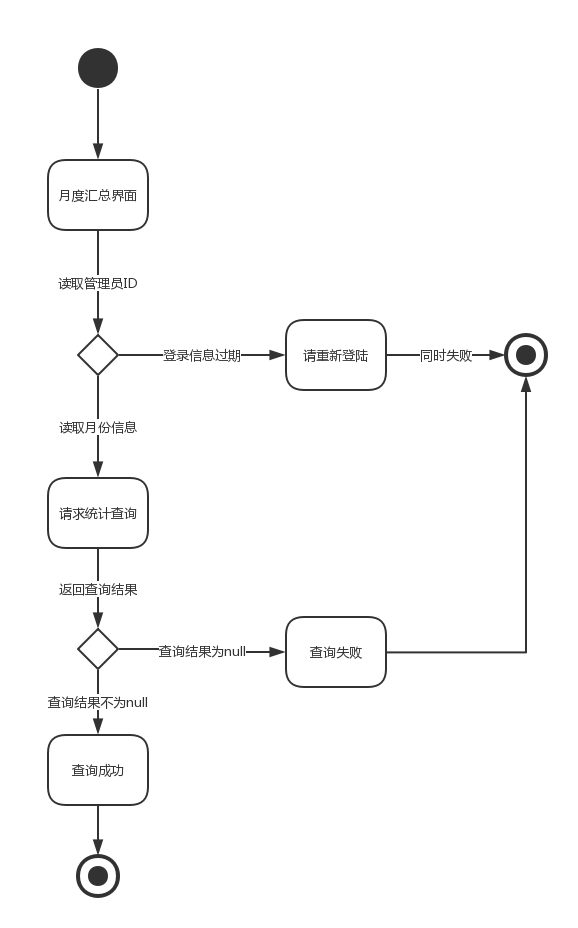 月度汇总界面
读取管理员ID
登录信息过期
请重新登陆
同时失败
读取月份信息
请求统计查询
返回查询结果
查询结果为null
查询失败
查询结果不为null
查询成功